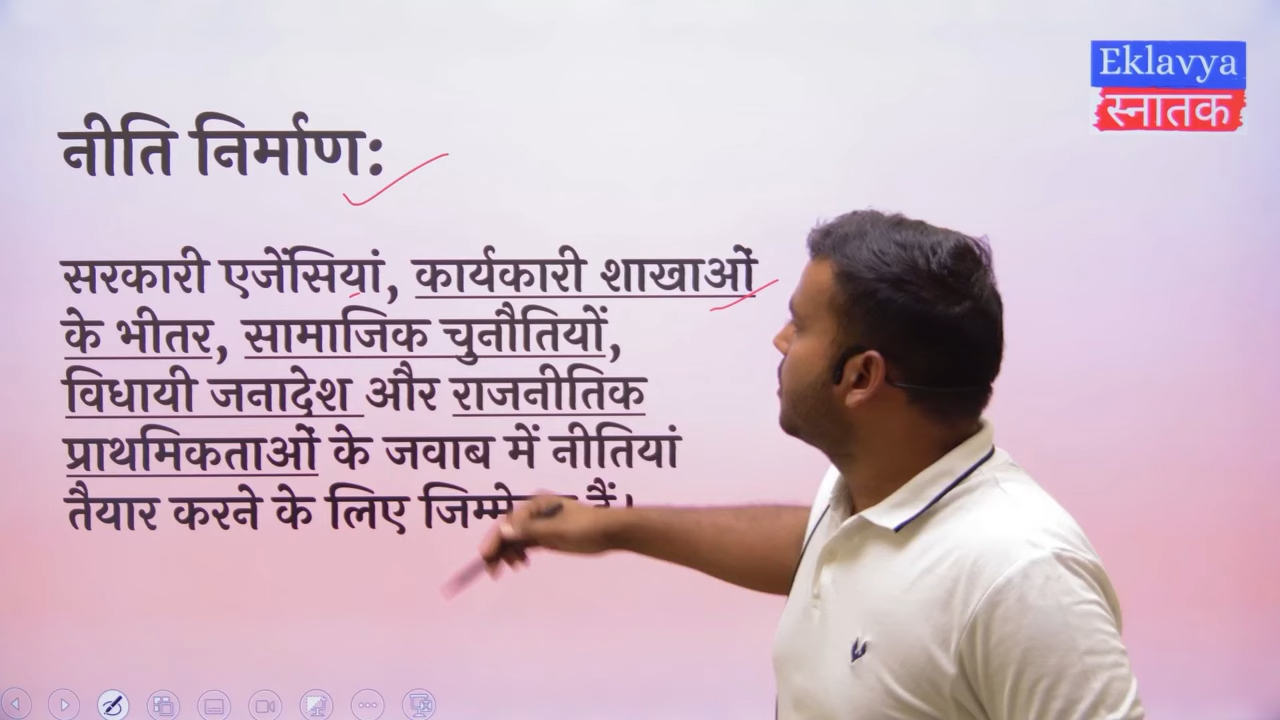 Eklavya
स्नातक
नीति निर्माण:
सरकारी एजेंसियां, कार्यकारी शाखाओं
के भीतर, सामाजिक चुनौतियों,
विधायी जनादेश और राजनीतिक
प्राथमिकताओं के जवाब में नीतियां
तैयार करने के लिए हैं।